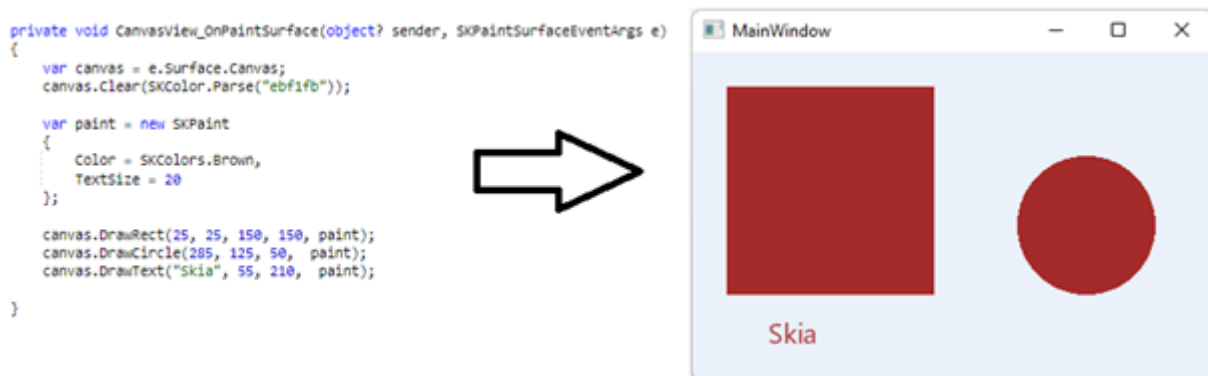 private void CanvasView_OnPaintSurface(object? sender, SKPaintSurfaceEventArgs e)
{
var canvas = e.Surface.Canvas;
canvas.Clear(SKColor.Parse("ebf1fb"));
var paint = new SKPaint
{
Color = SKColors.Brown,
TextSize = 20
};
canvas.DrawRect(25, 25, 150, 150, paint);
canvas.DrawCircle(285, 125, 50,  paint);
canvas.DrawText("Skia", 55, 210,  paint);
}
MainWindow
Skia